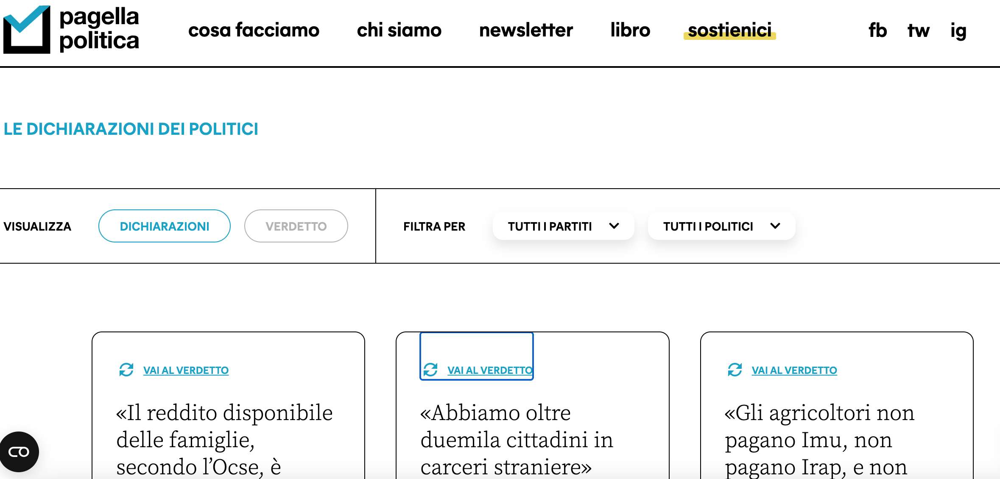 pagella
politica
cosa facciamo chi siamo newsletter libro sostienici fb tw ig
LE DICHIARAZIONI DEI POLITICI
VISUALIZZA DICHIARAZIONI VERDETTO FILTRA PER TUTTI I PARTITI TUTTI I POLITICI
VAI AL VERDETTO
«Il reddito disponibile
delle famiglie,
secondo l’Ocse, è
VAI AL VERDETTO
«Abbiamo oltre
duemila cittadini in
carceri straniere»
VAI AL VERDETTO
«Gli agricoltori non
pagano Imu, non
pagano Irap, e non